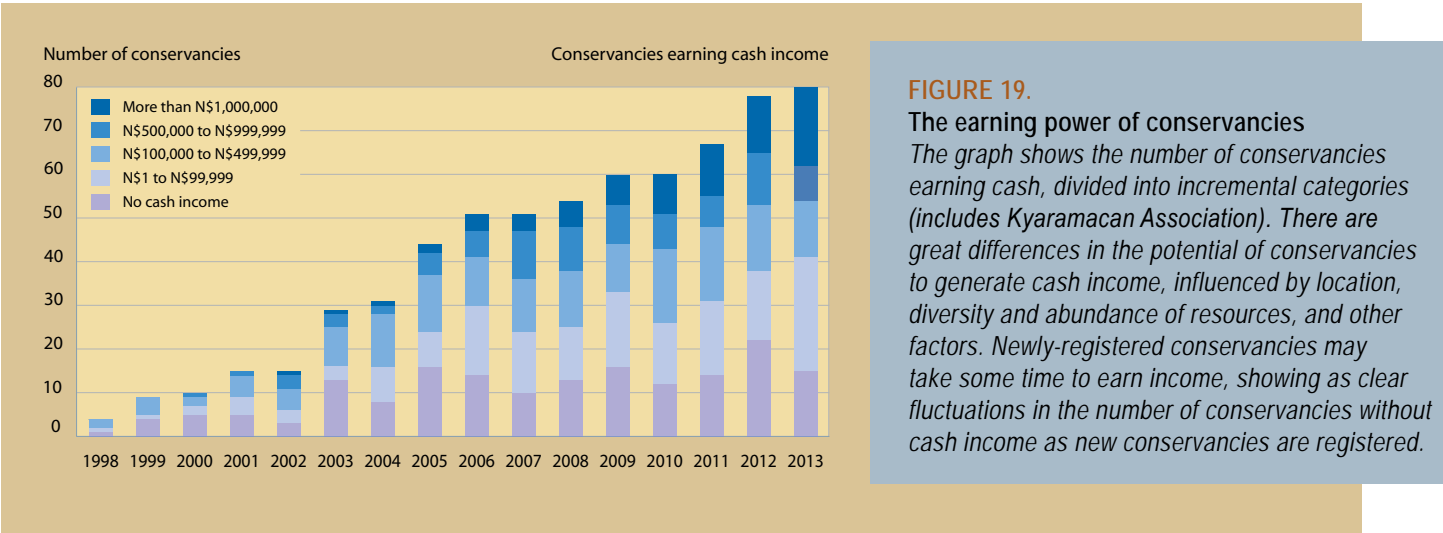 Number of conservancies
Conservancies earning cash income
80
70
60
50
40
30
20
10
0
More than N$1,000,000
N$500,000 to N$999,999
N$100,000 to N$499,999
N$1 to N$99,999
No cash income
1998 1999 2000 2001 2002 2003 2004 2005 2006 2007 2008 2009 2010 2011 2012 2013
FIGURE 19.
The earning power of conservancies
The graph shows the number of conservancies
earning cash, divided into incremental categories
(includes Kyaramacan Association). There are
great differences in the potential of conservancies
to generate cash income, influenced by location,
diversity and abundance of resources, and other
factors. Newly-registered conservancies may
take some time to earn income, showing as clear
fluctuations in the number of conservancies without
cash income as new conservancies are registered.